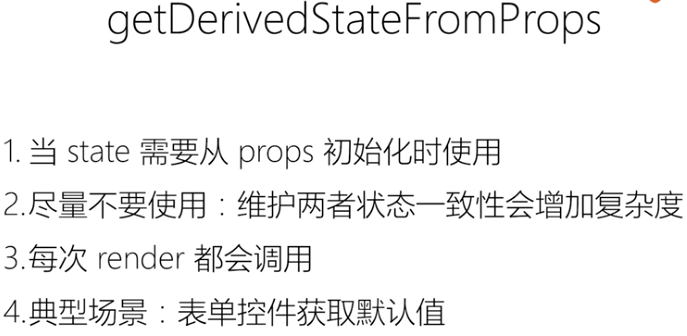 getDerivedStateFromProps
1. 当 state 需要从 props 初始化时使用
2.尽量不要使用：维护两者状态一致性会增加复杂度
3.每次 render 都会调用
4.典型场景：表单控件获取默认值